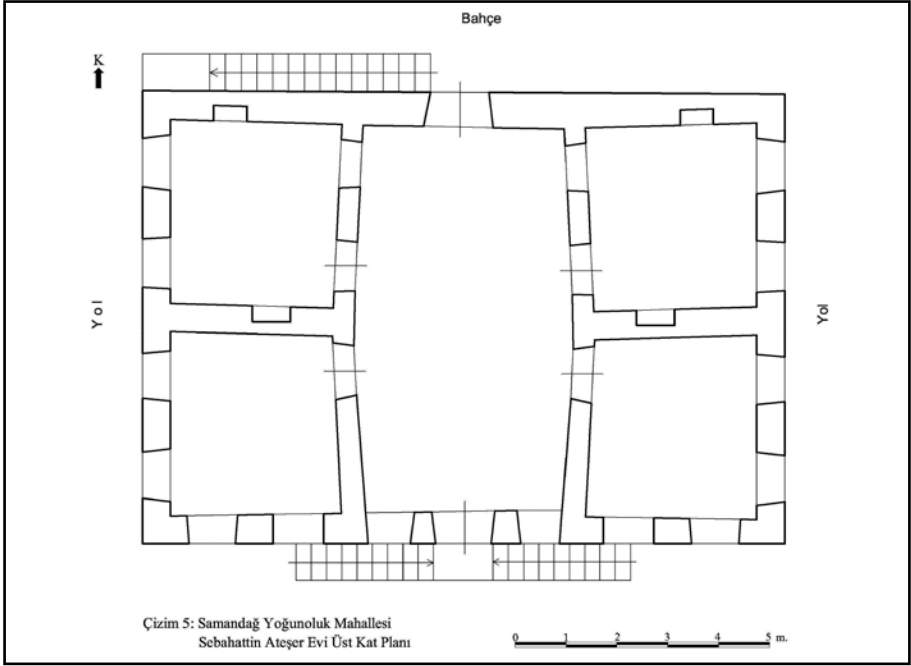 Bahçe
K
Yol
Yol
Çizim 5: Samandağ Yoğunoluk Mahallesi
Sebahattin Ateşer Evi Üst Kat Planı
0 1 2 3 4 5 m.